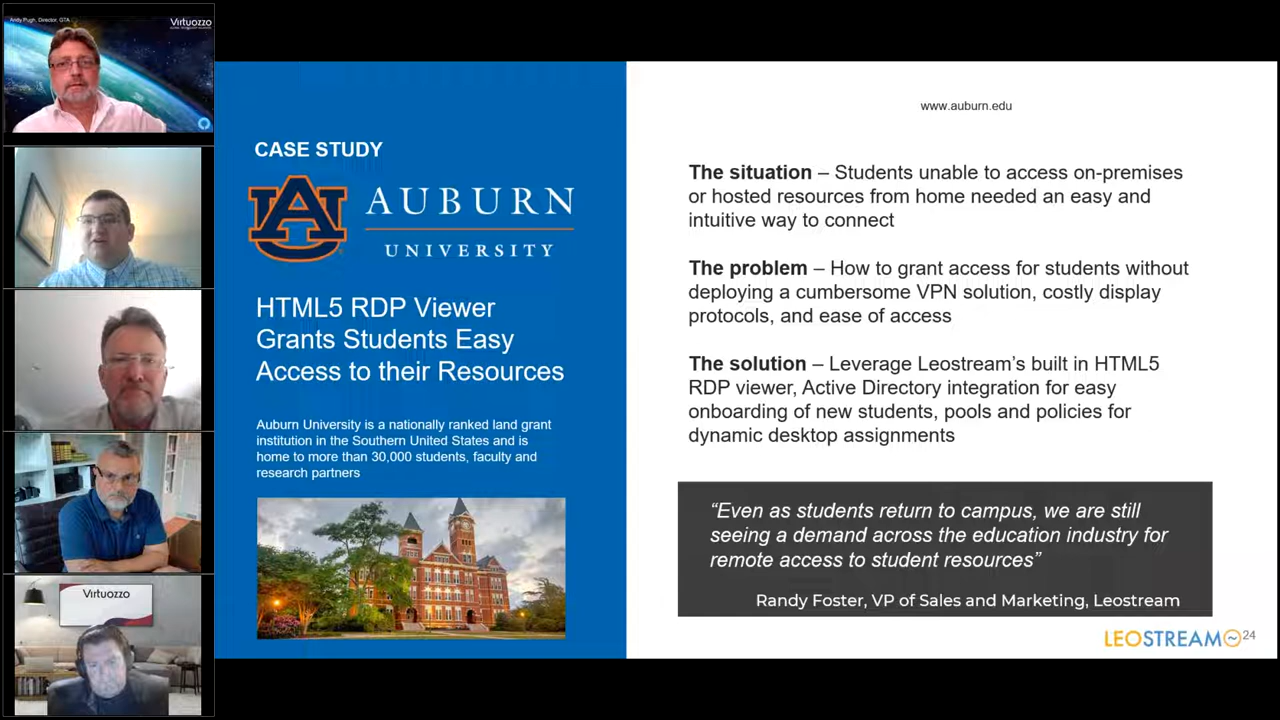 Andy Pugh, Director, GTA
Virtuozzo
Virtuozzo
CASE STUDY
AUBURN
UNIVERSITY
HTML5 RDP Viewer
Grants Students Easy
Access to their Resources
Auburn University is a nationally ranked land grant
institution in the Southern United States and is
home to more than 30,000 students, faculty and
research partners
www.auburn.edu
The situation – Students unable to access on-premises
or hosted resources from home needed an easy and
intuitive way to connect
The problem – How to grant access for students without
deploying a cumbersome VPN solution, costly display
protocols, and ease of access
The solution – Leverage Leostream’s built in HTML5
RDP viewer, Active Directory integration for easy
onboarding of new students, pools and policies for
dynamic desktop assignments
“Even as students return to campus, we are still
seeing a demand across the education industry for
remote access to student resources”
Randy Foster, VP of Sales and Marketing, Leostream
LEOSTREAM
24